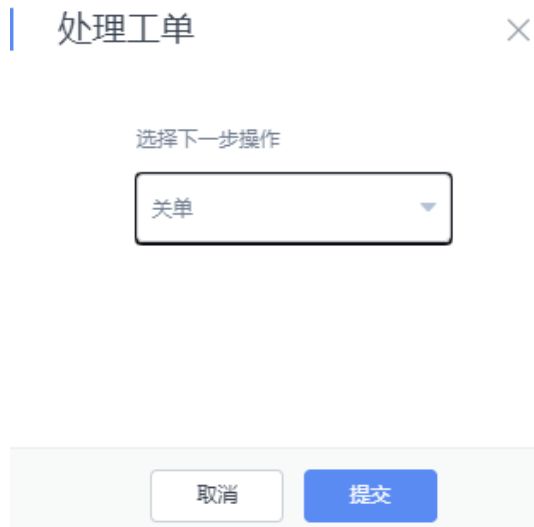 处理工单
选择下一步操作
关单
取消
提交